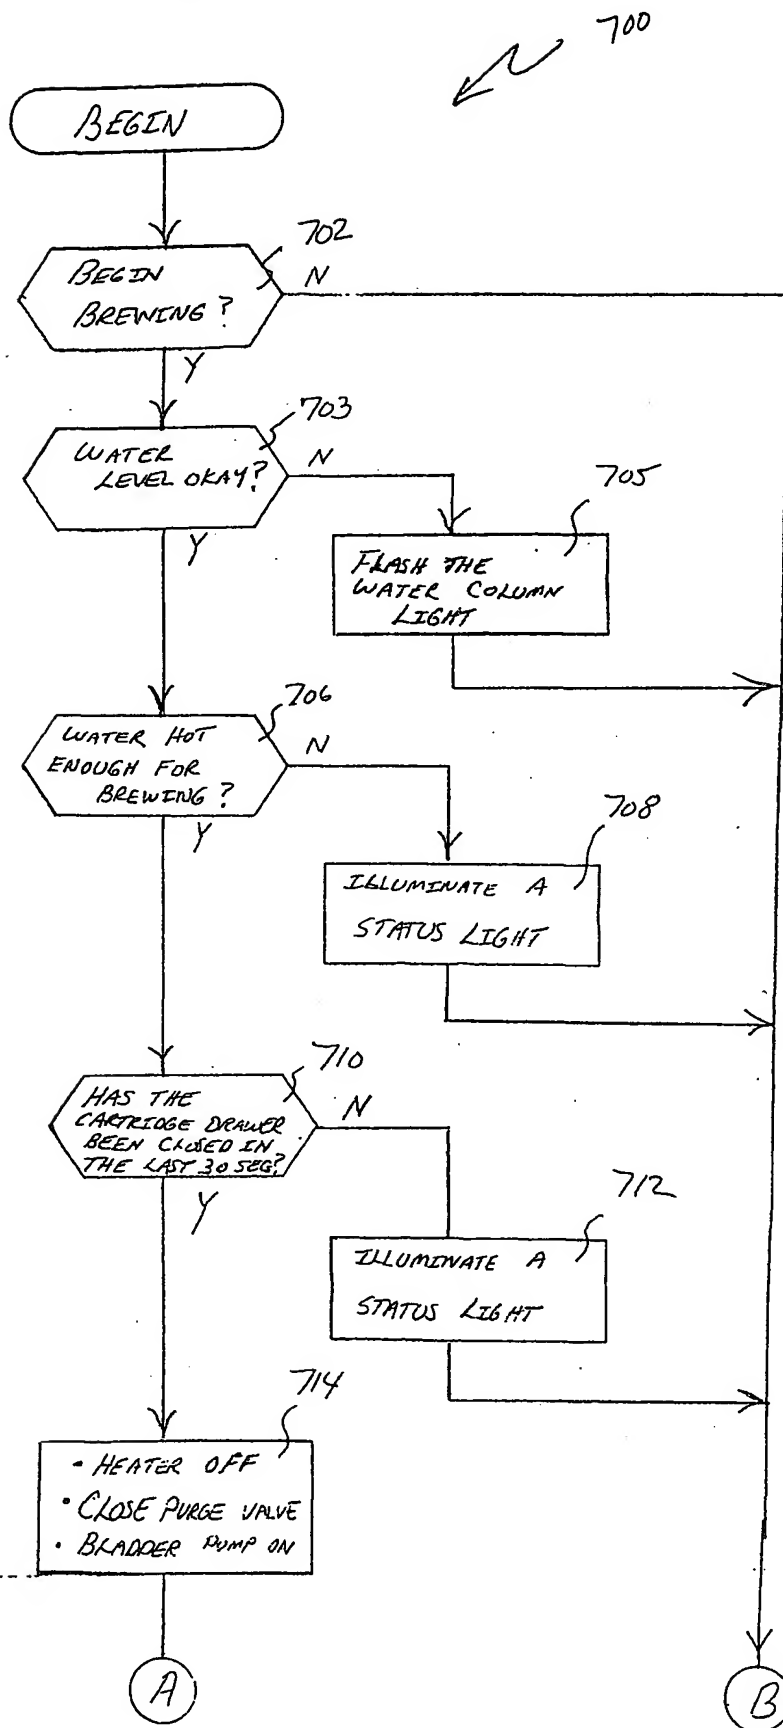 700
BEGIN
702
BEGIN
BREWING?
N
Y
703
WATER
LEVEL OKAY?
N
Y
705
FLASH THE
WATER COLUMN
LIGHT
706
WATER HOT
ENOUGH FOR
BREWING?
N
Y
708
ILLUMINATE A
STATUS LIGHT
710
HAS THE
CARTRIDGE DRAWER
BEEN CLOSED IN
THE LAST 30 SEC?
N
Y
712
ILLUMINATE A
STATUS LIGHT
714
• HEATER OFF
• CLOSE PURGE VALVE
• BLADDER PUMP ON
A
B